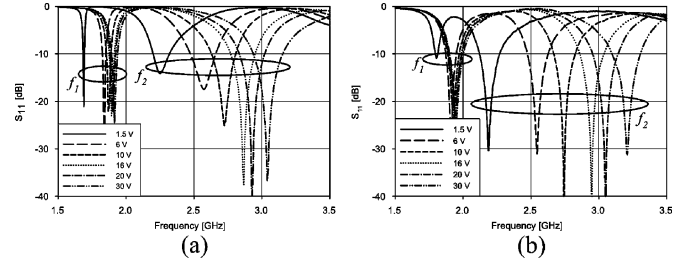 (a)
S₁₁ [dB]
0
-10
-20
-30
-40
f₁
f₂
1.5 V
6 V
10 V
16 V
20 V
30 V
1.5 2.0 2.5 3.0 3.5
Frequency [GHz]
(a)
(b)
S₁₁ [dB]
0
-10
-20
-30
-40
f₁
f₂
1.5 V
6 V
10 V
16 V
20 V
30 V
1.5 2.0 2.5 3.0 3.5
Frequency [GHz]
(b)